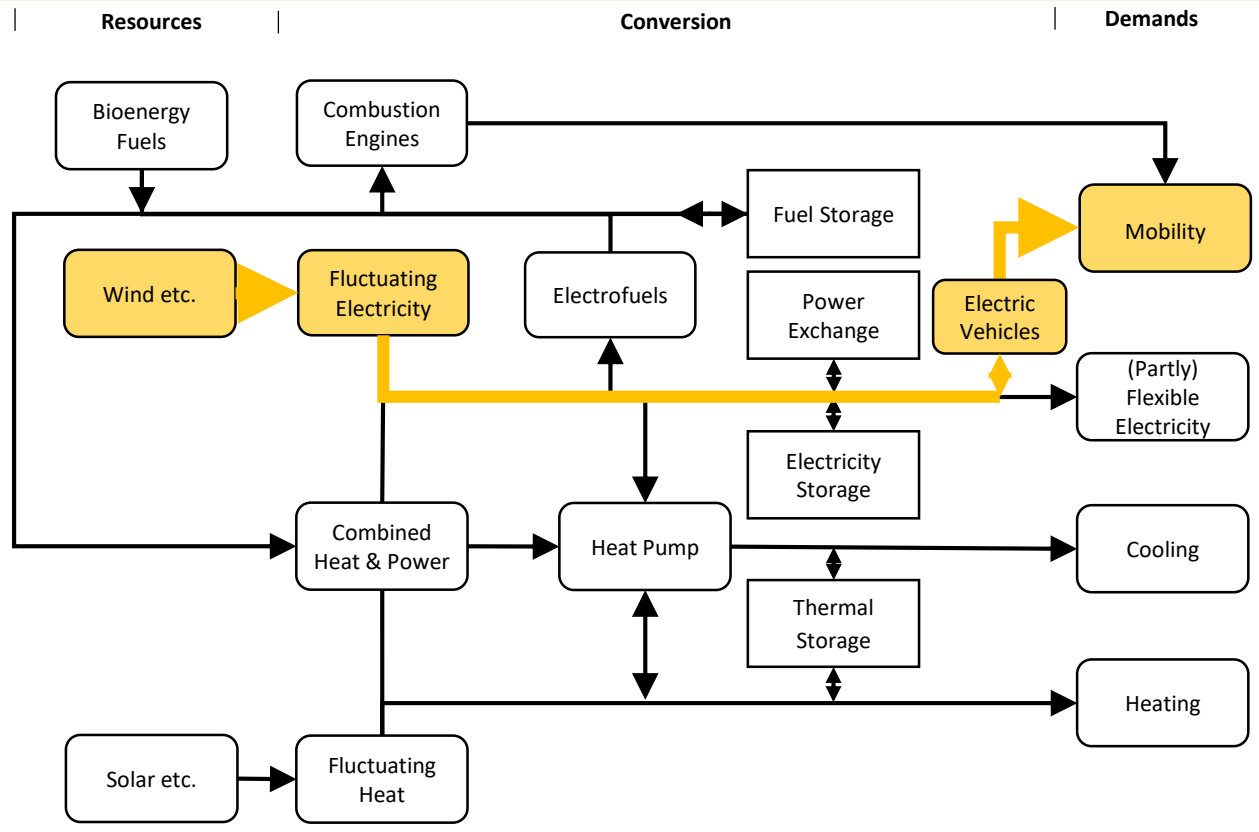 Resources
Conversion
Demands
Bioenergy
Fuels
Combustion
Engines
Fuel Storage
Mobility
Wind etc.
Fluctuating
Electricity
Electrofuels
Power
Exchange
Electric
Vehicles
(Partly)
Flexible
Electricity
Electricity
Storage
Combined
Heat & Power
Heat Pump
Cooling
Thermal
Storage
Heating
Solar etc.
Fluctuating
Heat